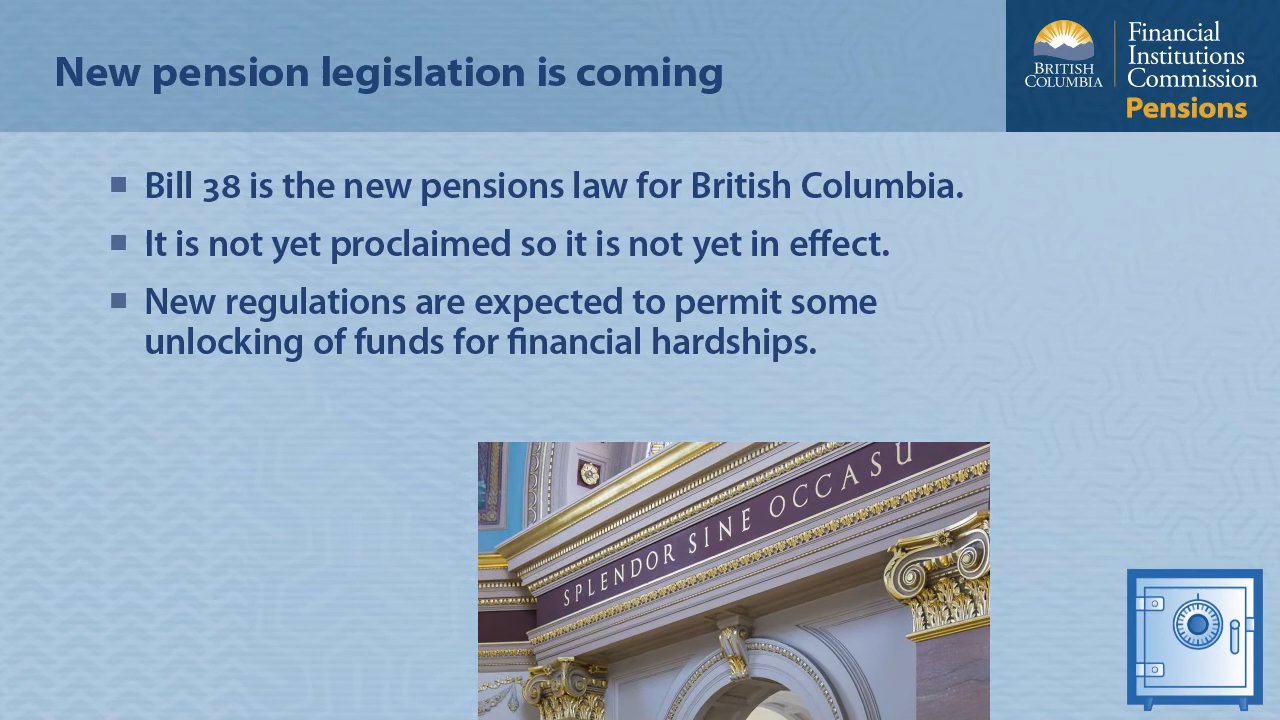 New pension legislation is coming
BRITISH
COLUMBIA
Financial
Institutions
Commission
Pensions
Bill 38 is the new pensions law for British Columbia.
It is not yet proclaimed so it is not yet in effect.
New regulations are expected to permit some
unlocking of funds for financial hardships.
SPLENDOR SINE OCCASU